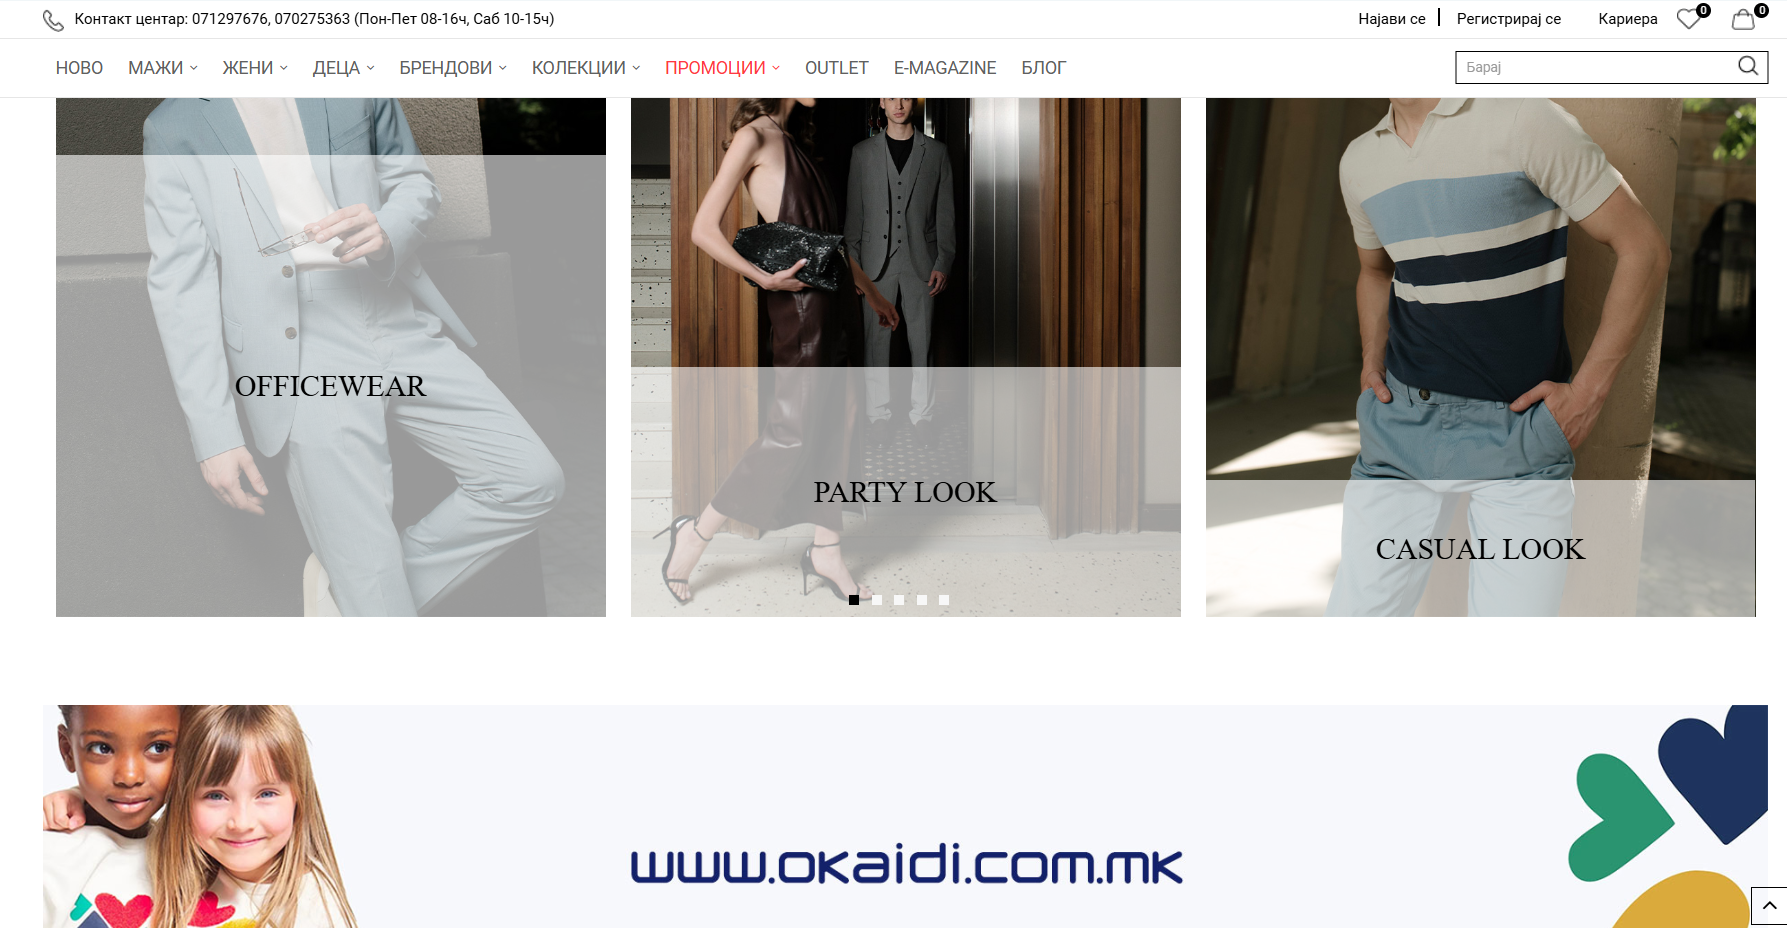 Контакт центар: 071297676, 070275363 (Пон-Пет 08-16ч, Саб 10-15ч)
Најави се
Регистрирај се
Кариера
0
0
НОВО
МАЖИ
ЖЕНИ
ДЕЦА
БРЕНДОВИ
КОЛЕКЦИИ
ПРОМОЦИИ
OUTLET
E-MAGAZINE
БЛОГ
Барај
OFFICEWEAR
PARTY LOOK
CASUAL LOOK
www.okaidi.com.mk